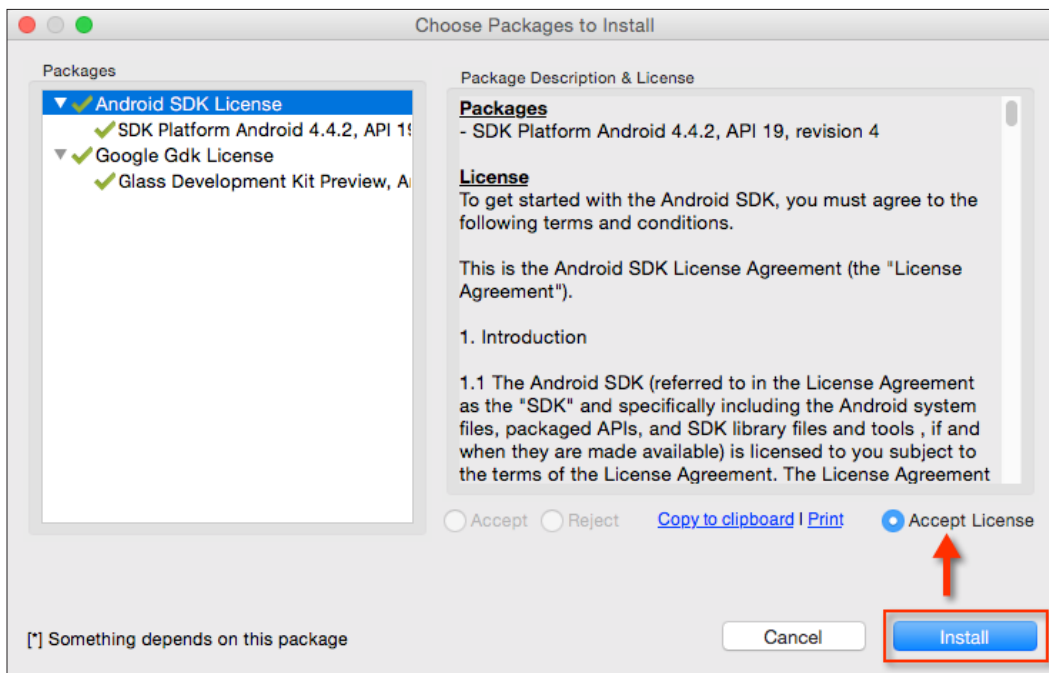 Choose Packages to Install
Packages
Android SDK License
SDK Platform Android 4.4.2, API 19
Google Gdk License
Glass Development Kit Preview,
Package Description & License
Packages
- SDK Platform Android 4.4.2, API 19, revision 4
License
To get started with the Android SDK, you must agree to the
following terms and conditions.
This is the Android SDK License Agreement (the "License
Agreement").
1. Introduction
1.1 The Android SDK (referred to in the License Agreement
as the "SDK" and specifically including the Android system
files, packaged APIs, and SDK library files and tools , if and
when they are made available) is licensed to you subject to
the terms of the License Agreement. The License Agreement
Accept Reject Copy to clipboard | Print Accept License
[*] Something depends on this package
Cancel Install